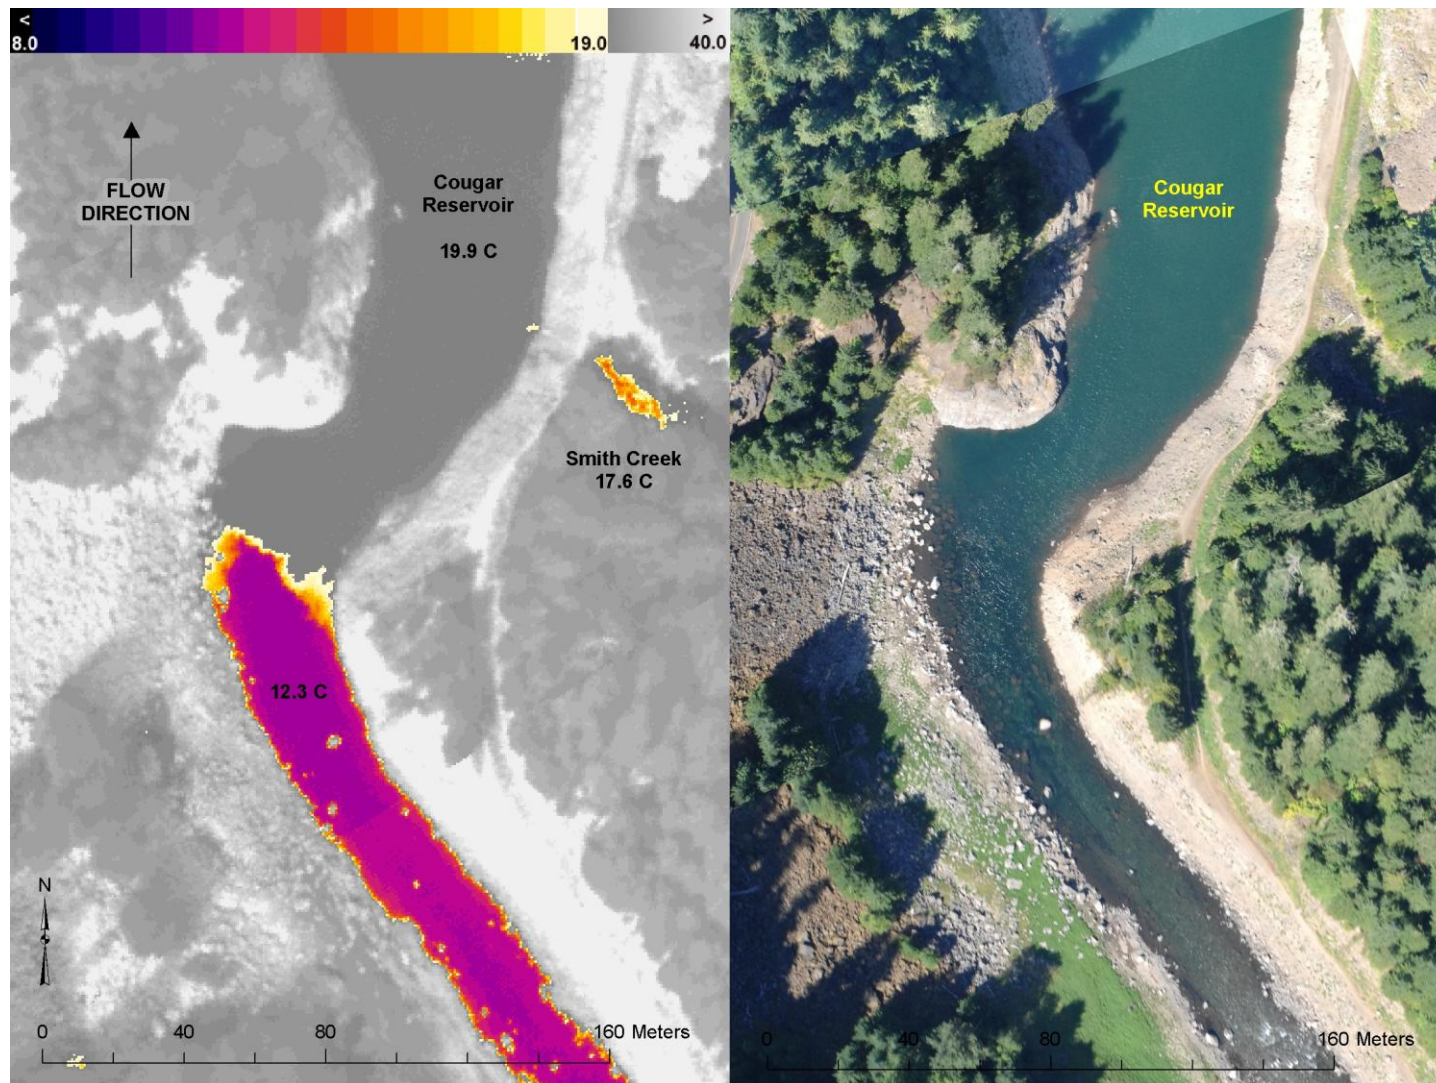 < >
8.0 19.0 40.0
FLOW
DIRECTION
Cougar
Reservoir
19.9 C
Smith Creek
17.6 C
12.3 C
N
0 40 80 160 Meters
Cougar
Reservoir
0 40 80 160 Meters